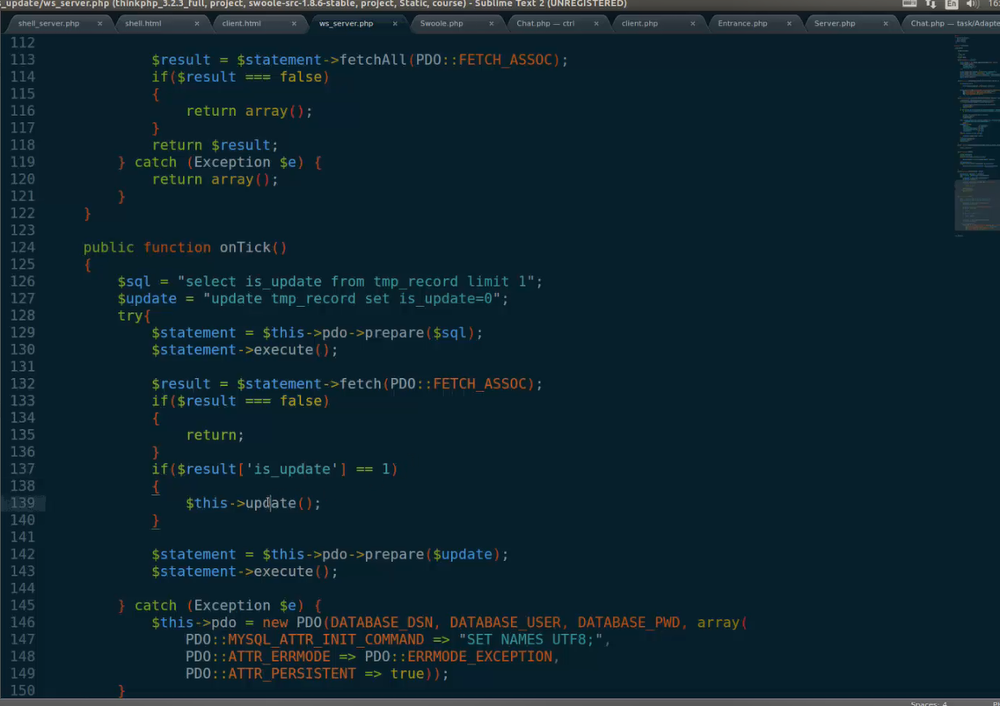 s_update/ws_server.php (thinkphp_3.2.3_full, project, swoole-src-1.8.6-stable, project, Static, course) - Sublime Text 2 (UNREGISTERED)
En
shell_server.php × shell.html × client.html × ws_server.php × Swoole.php × Chat.php — ctrl × client.php × Entrance.php × Server.php × Chat.php — task/Adapte
112
113 $result = $statement->fetchAll(PDO::FETCH_ASSOC);
114 if($result === false)
115 {
116 return array();
117 }
118 return $result;
119 } catch (Exception $e) {
120 return array();
121 }
122 }
123
124 public function onTick()
125 {
126 $sql = "select is_update from tmp_record limit 1";
127 $update = "update tmp_record set is_update=0";
128 try{
129 $statement = $this->pdo->prepare($sql);
130 $statement->execute();
131
132 $result = $statement->fetch(PDO::FETCH_ASSOC);
133 if($result === false)
134 {
135 return;
136 }
137 if($result['is_update'] == 1)
138 {
139 $this->update();
140 }
141
142 $statement = $this->pdo->prepare($update);
143 $statement->execute();
144
145 } catch (Exception $e) {
146 $this->pdo = new PDO(DATABASE_DSN, DATABASE_USER, DATABASE_PWD, array(
147 PDO::MYSQL_ATTR_INIT_COMMAND => "SET NAMES UTF8;",
148 PDO::ATTR_ERRMODE => PDO::ERRMODE_EXCEPTION,
149 PDO::ATTR_PERSISTENT => true));
150 }
Spaces: 4